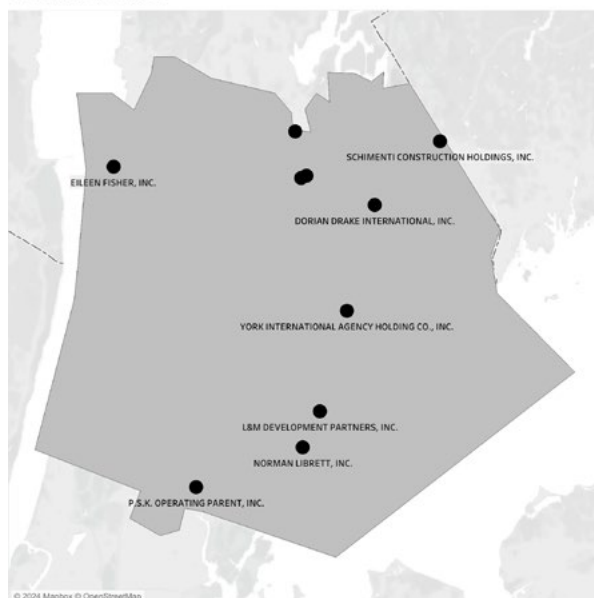 SCHIMENTI CONSTRUCTION HOLDINGS, INC.
EILEEN FISHER, INC.
DORIAN DRAKE INTERNATIONAL, INC.
YORK INTERNATIONAL AGENCY HOLDING CO., INC.
L&M DEVELOPMENT PARTNERS, INC.
NORMAN LIBRETT, INC.
P.S.K. OPERATING PARENT, INC.
© 2024 Mapbox © OpenStreetMap